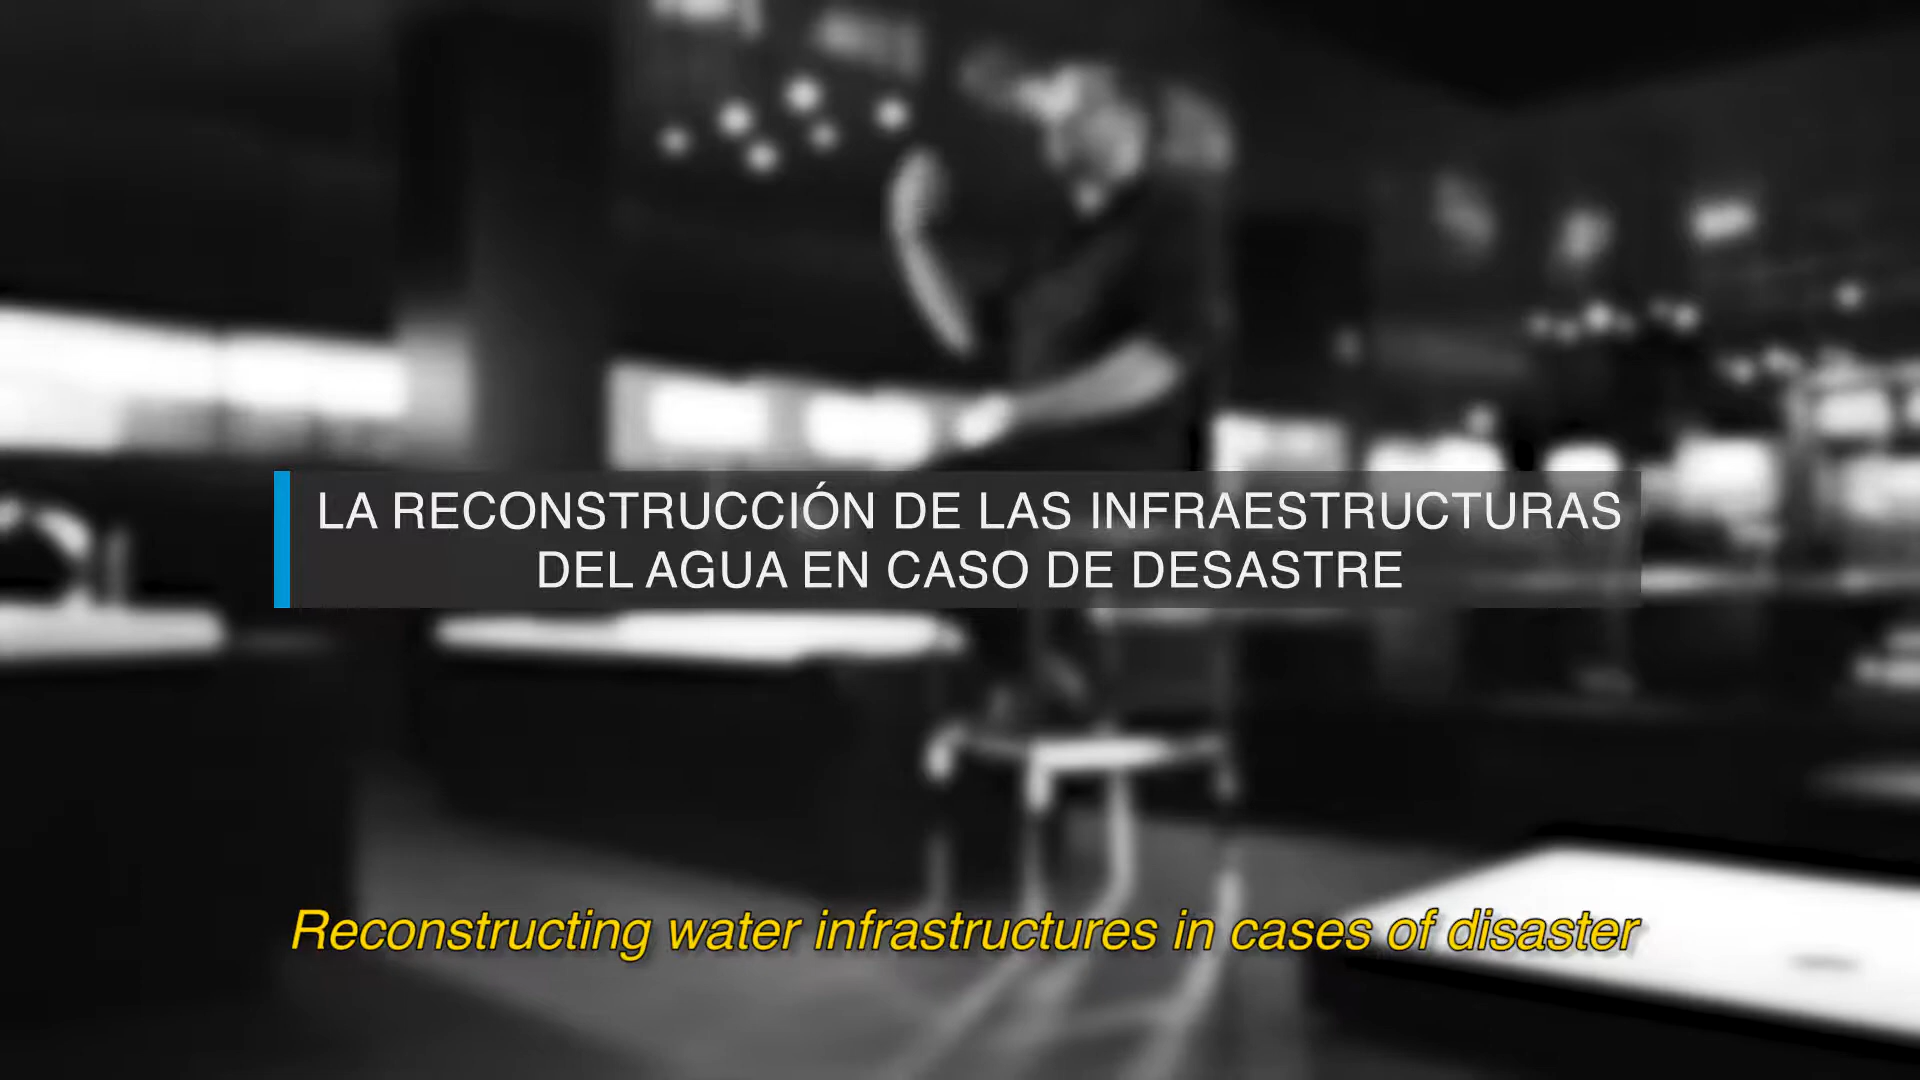 LA RECONSTRUCCIÓN DE LAS INFRAESTRUCTURAS
DEL AGUA EN CASO DE DESASTRE
Reconstructing water infrastructures in cases of disaster